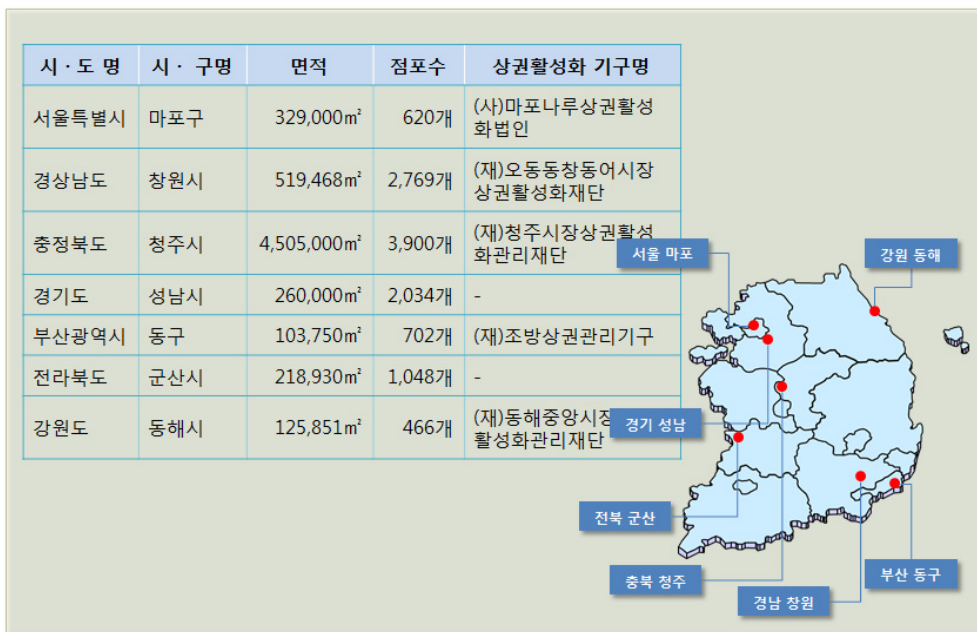 시 · 도 명 시 · 구명 면적 점포수 상권활성화 기구명
서울특별시 마포구 329,000㎡ 620개 (사)마포나루상권활성
화법인
경상남도 창원시 519,468㎡ 2,769개 (재)오동동창동어시장
상권활성화재단
충정북도 청주시 4,505,000㎡ 3,900개 (재)청주시장상권활성
화관리재단
경기도 성남시 260,000㎡ 2,034개 -
부산광역시 동구 103,750㎡ 702개 (재)조방상권관리기구
전라북도 군산시 218,930㎡ 1,048개 -
강원도 동해시 125,851㎡ 466개 (재)동해중앙시장
활성화관리재단
서울 마포
강원 동해
경기 성남
전북 군산
충북 청주
경남 창원
부산 동구